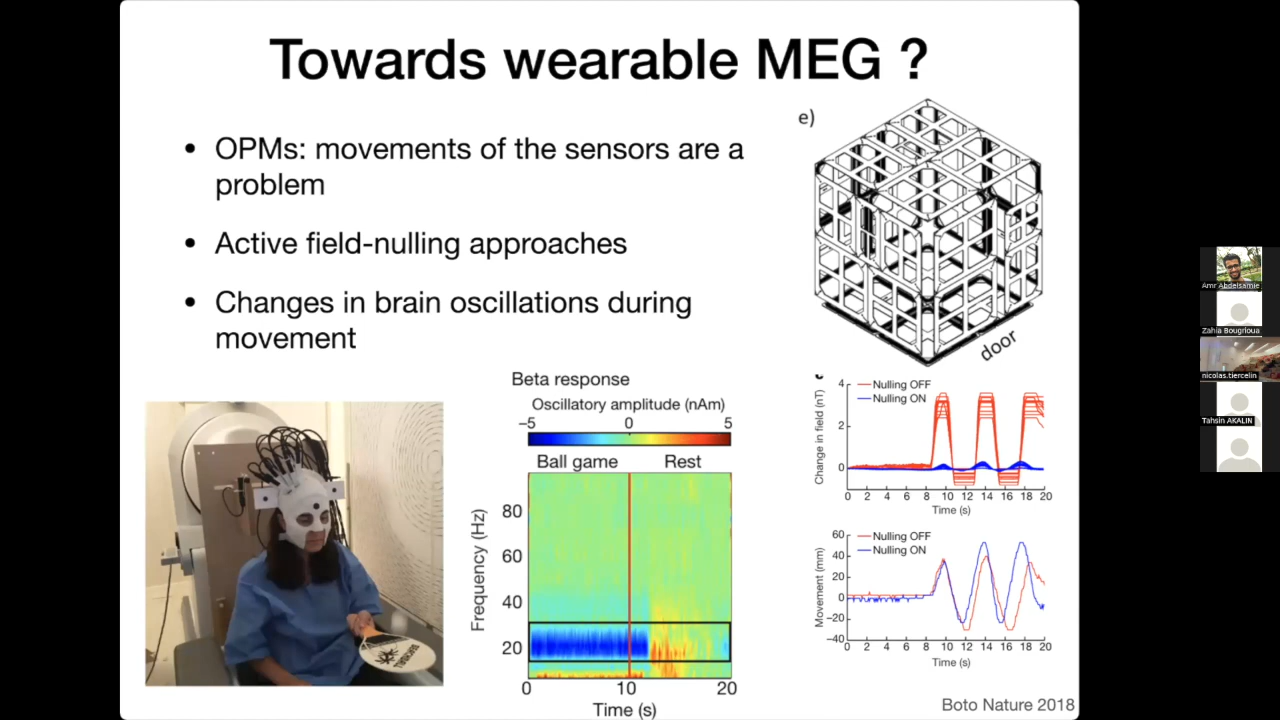 Towards wearable MEG ?
• OPMs: movements of the sensors are a
problem
• Active field-nulling approaches
• Changes in brain oscillations during
movement
e)
door
Beta response
Oscillatory amplitude (nAm)
−5 0 5
Ball game Rest
Frequency (Hz)
80
60
40
20
0 10 20
Time (s)
Nulling OFF
Nulling ON
Change in field (nT)
4
2
0
0 2 4 6 8 10 12 14 16 18 20
Time (s)
Nulling OFF
Nulling ON
Movement (mm)
60
40
20
0
−20
−40
0 2 4 6 8 10 12 14 16 18 20
Time (s)
Boto Nature 2018
Amr Abdelsamie
Zahia Bougrioua
nicolas.tiercelin
Tahsin AKALIN